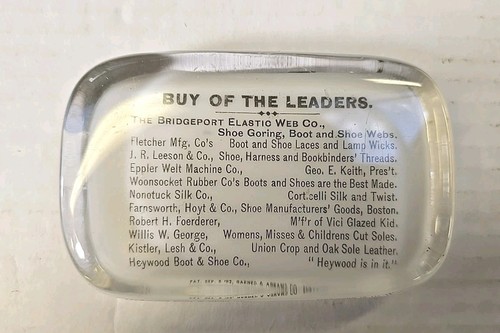 BUY OF THE LEADERS.
THE BRIDGEPORT ELASTIC WEB CO.,
Shoe Goring, Boot and Shoe Webs.
Fletcher Mfg. Co's Boot and Shoe Laces and Lamp Wicks.
J. R. Leeson & Co., Shoe, Harness and Bookbinders' Threads.
Eppler Welt Machine Co., Geo. E. Keith, Pres't.
Woonsocket Rubber Co's Boots and Shoes are the Best Made.
Nonotuck Silk Co., Corticelli Silk and Twist.
Farnsworth, Hoyt & Co., Shoe Manufacturers' Goods, Boston.
Robert H. Foerderer, M'f'r of Vici Glazed Kid.
Willis W. George, Womens, Misses & Childrens Cut Soles.
Kistler, Lesh & Co., Union Crop and Oak Sole Leather.
Heywood Boot & Shoe Co., "Heywood is in it."